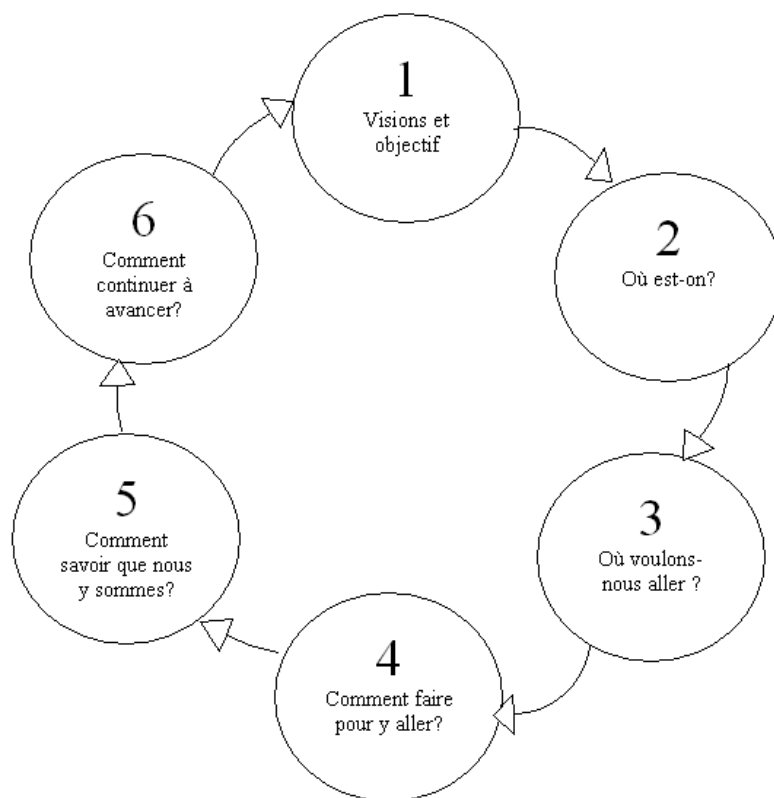 1
Visions et
objectif
2
Où est-on?
3
Où voulons-
nous aller ?
4
Comment faire
pour y aller?
5
Comment
savoir que nous
y sommes?
6
Comment
continuer à
avancer?